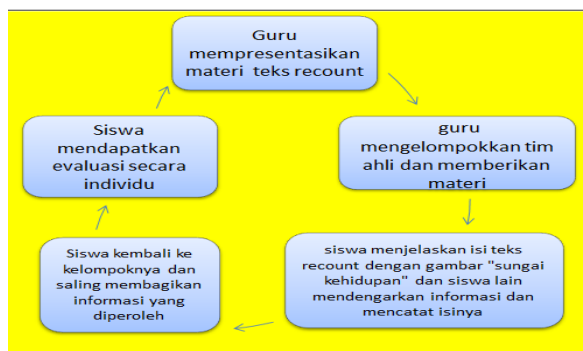 Guru
mempresentasikan
materi teks recount
guru
mengelompokkan tim
ahli dan memberikan
materi
siswa menjelaskan isi teks
recount dengan gambar "sungai
kehidupan" dan siswa lain
mendengarkan informasi dan
mencatat isinya
Siswa kembali ke
kelompoknya dan
saling membagikan
informasi yang
diperoleh
Siswa
mendapatkan
evaluasi secara
individu